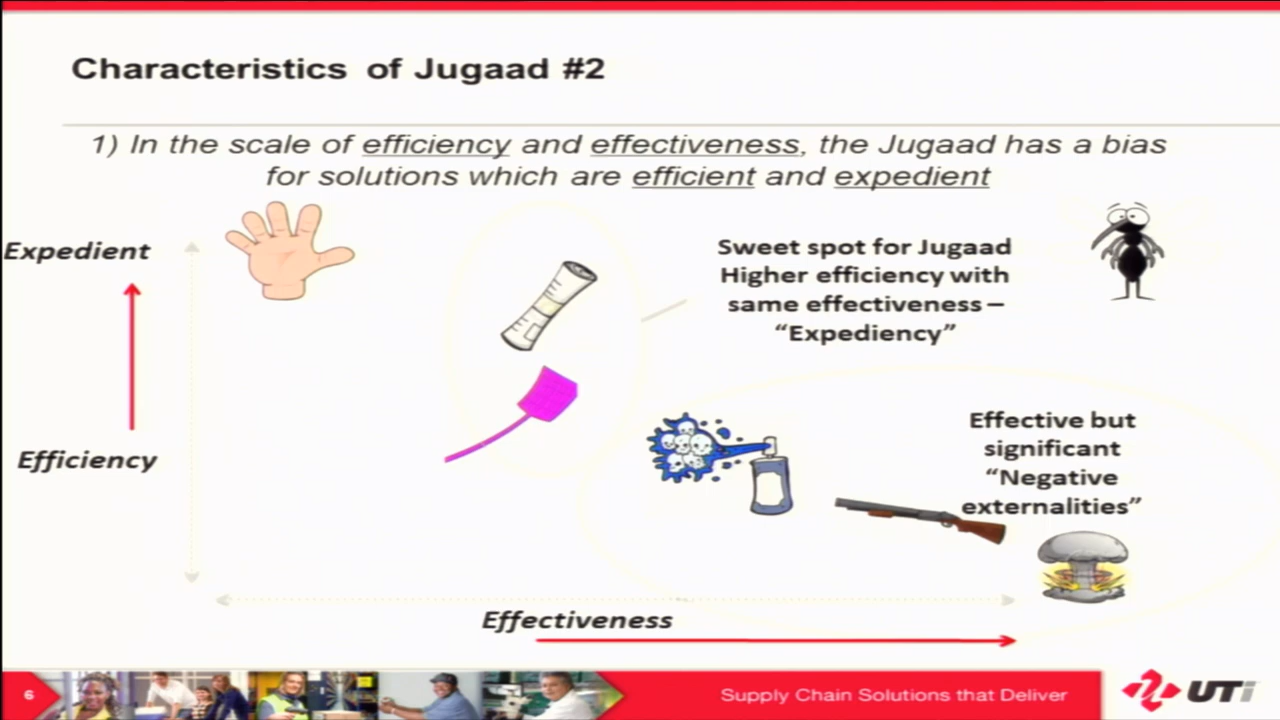 Characteristics of Jugaad #2
1) In the scale of efficiency and effectiveness, the Jugaad has a bias
for solutions which are efficient and expedient
Expedient
Sweet spot for Jugaad
Higher efficiency with
same effectiveness –
“Expediency”
Efficiency
Effective but
significant
“Negative
externalities”
Effectiveness
6
Supply Chain Solutions that Deliver
UTi